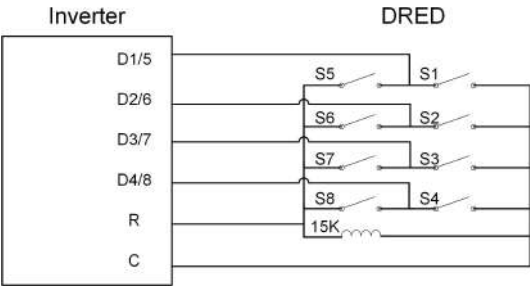 Inverter DRED
D1/5
S5 S1
D2/6
S6 S2
D3/7
S7 S3
D4/8
S8 S4
R
15K
C